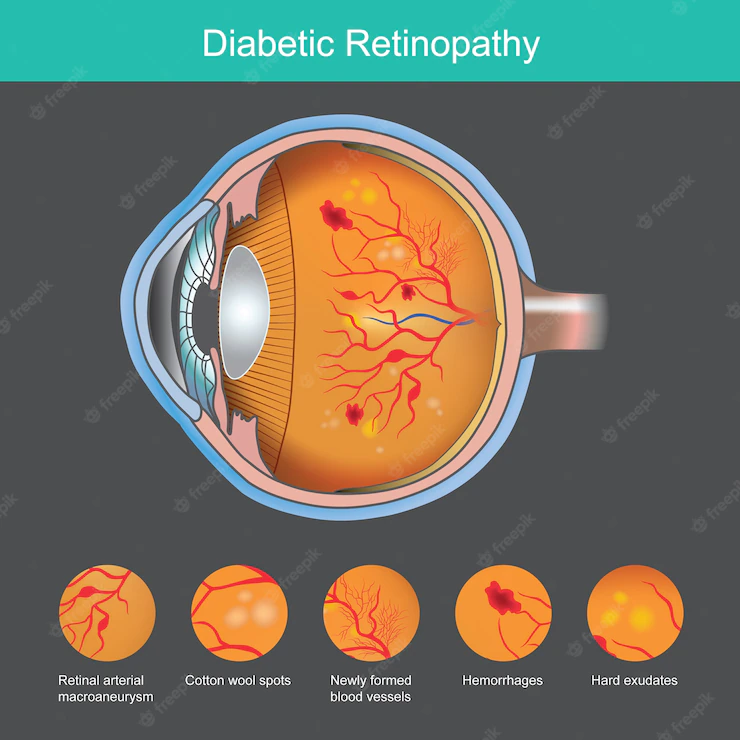 Diabetic Retinopathy
freepik
Retinal arterial
macroaneurysm
Cotton wool spots
Newly formed
blood vessels
Hemorrhages
Hard exudates